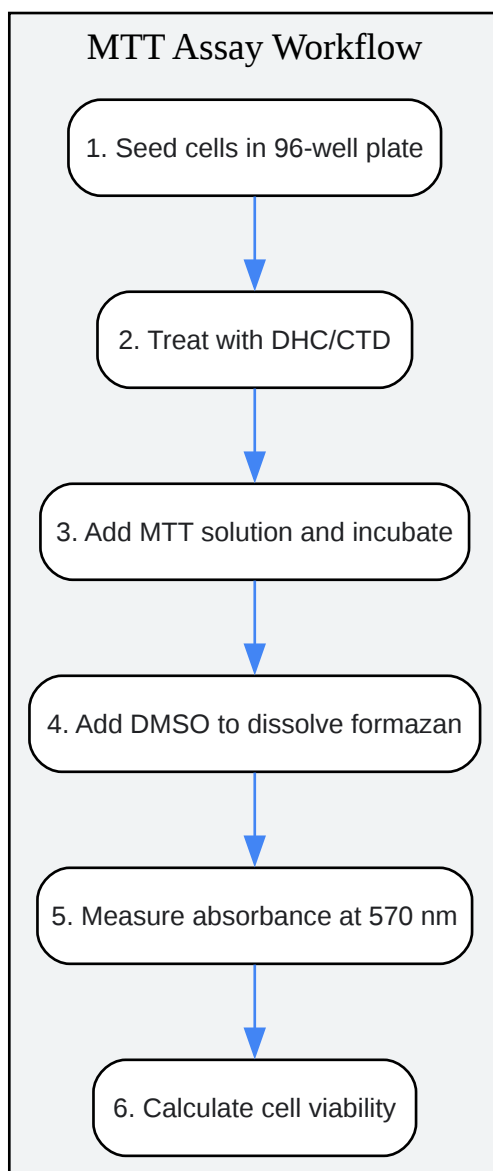 MTT Assay Workflow
1. Seed cells in 96-well plate
2. Treat with DHC/CTD
3. Add MTT solution and incubate
4. Add DMSO to dissolve formazan
5. Measure absorbance at 570 nm
6. Calculate cell viability